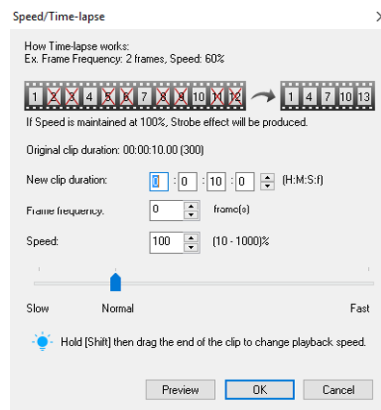 Speed/Time-lapse
How Time-lapse works:
Ex. Frame Frequency: 2 frames, Speed: 60%
1 2 3 4 5 6 7 8 9 10 11 12 1 4 7 10 13
If Speed is maintained at 100%, Strobe effect will be produced.
Original clip duration: 00:00:10.00 (300)
New clip duration: 0 : 0 : 10 : 0 (H:M:S:f)
Frame frequency: 0 frame(s)
Speed: 100 (10 - 1000)%
Slow Normal Fast
Hold [Shift] then drag the end of the clip to change playback speed.
Preview OK Cancel